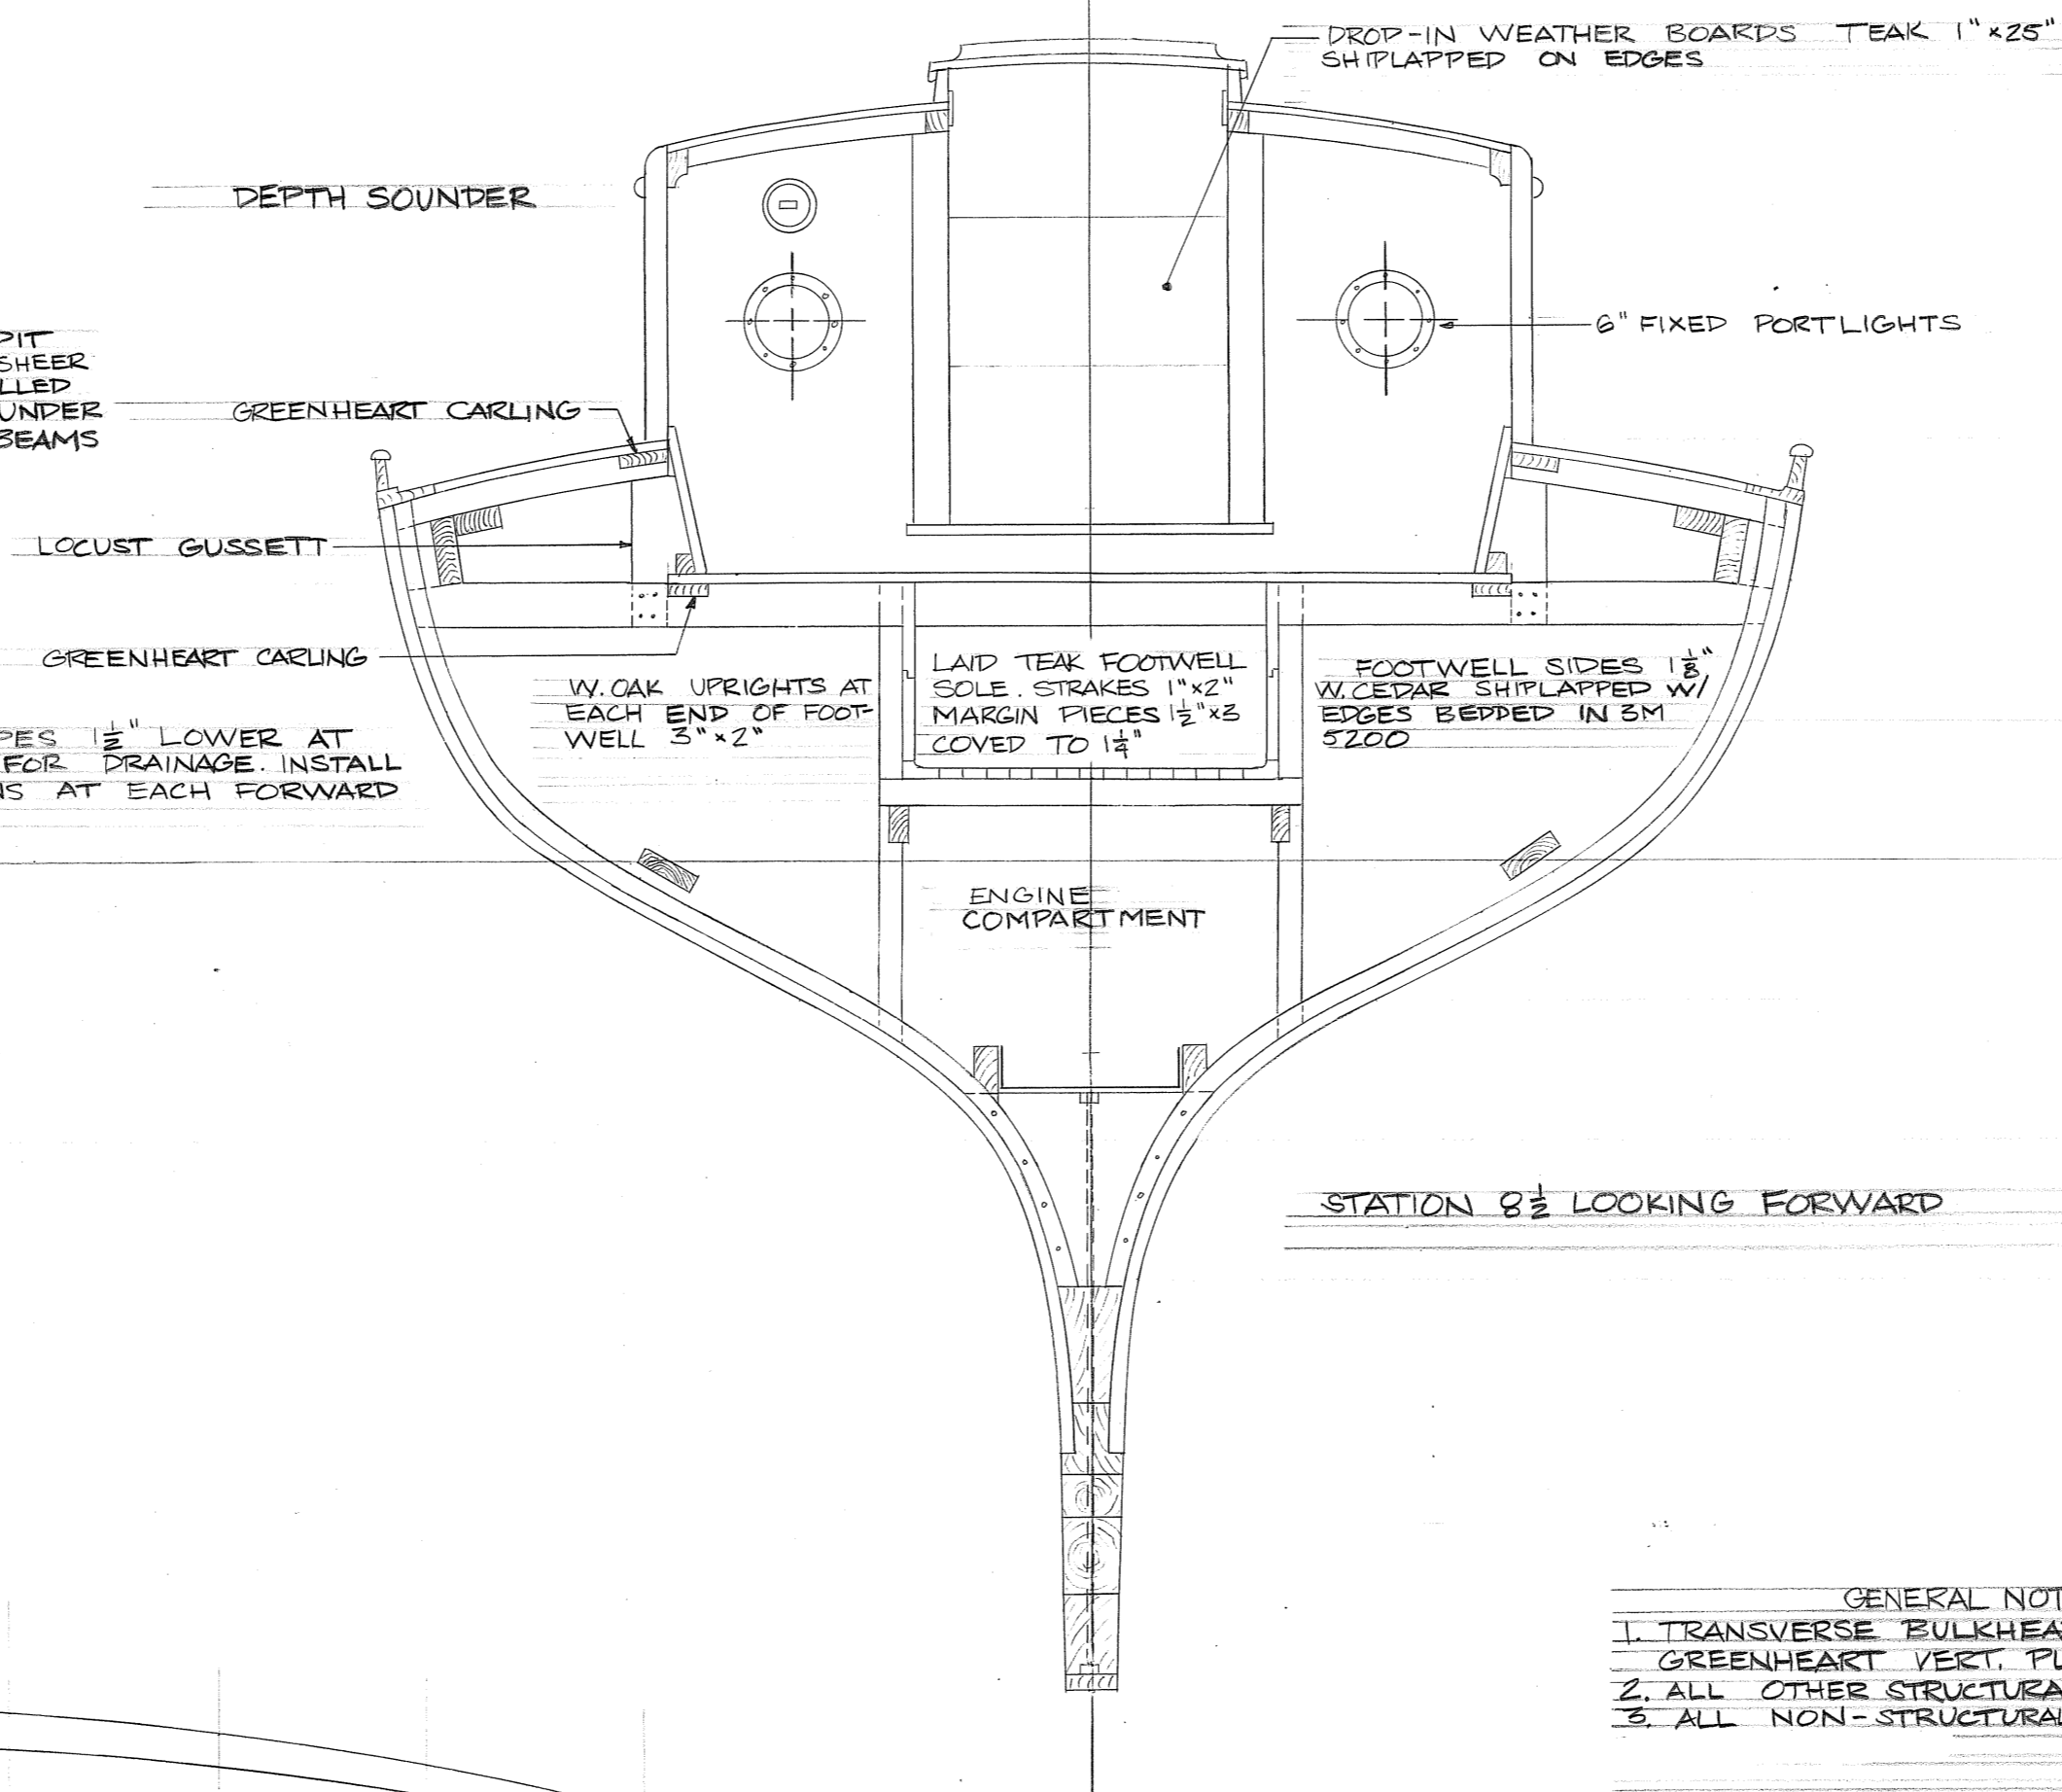 DROP-IN WEATHER BOARDS TEAK 1"x25"
SHIPLAPPED ON EDGES
DEPTH SOUNDER
6" FIXED PORTLIGHTS
PIT
SHEER
LLED
UNDER
BEAMS
GREENHEART CARLING
LOCUST GUSSETT
GREENHEART CARLING
W. OAK UPRIGHTS AT
EACH END OF FOOT-
WELL 3"x2"
LAID TEAK FOOTWELL
SOLE. STRAKES 1"x2"
MARGIN PIECES 1½"x3
COVED TO 1¼"
FOOTWELL SIDES 1⅛"
W. CEDAR SHIPLAPPED W/
EDGES BEDDED IN 3M
5200
PES 1½" LOWER AT
FOR DRAINAGE. INSTALL
NS AT EACH FORWARD
ENGINE
COMPARTMENT
STATION 8½ LOOKING FORWARD
GENERAL NOT
1. TRANSVERSE BULKHEA
GREENHEART VERT. PL
2. ALL OTHER STRUCTURA
3. ALL NON-STRUCTURAL